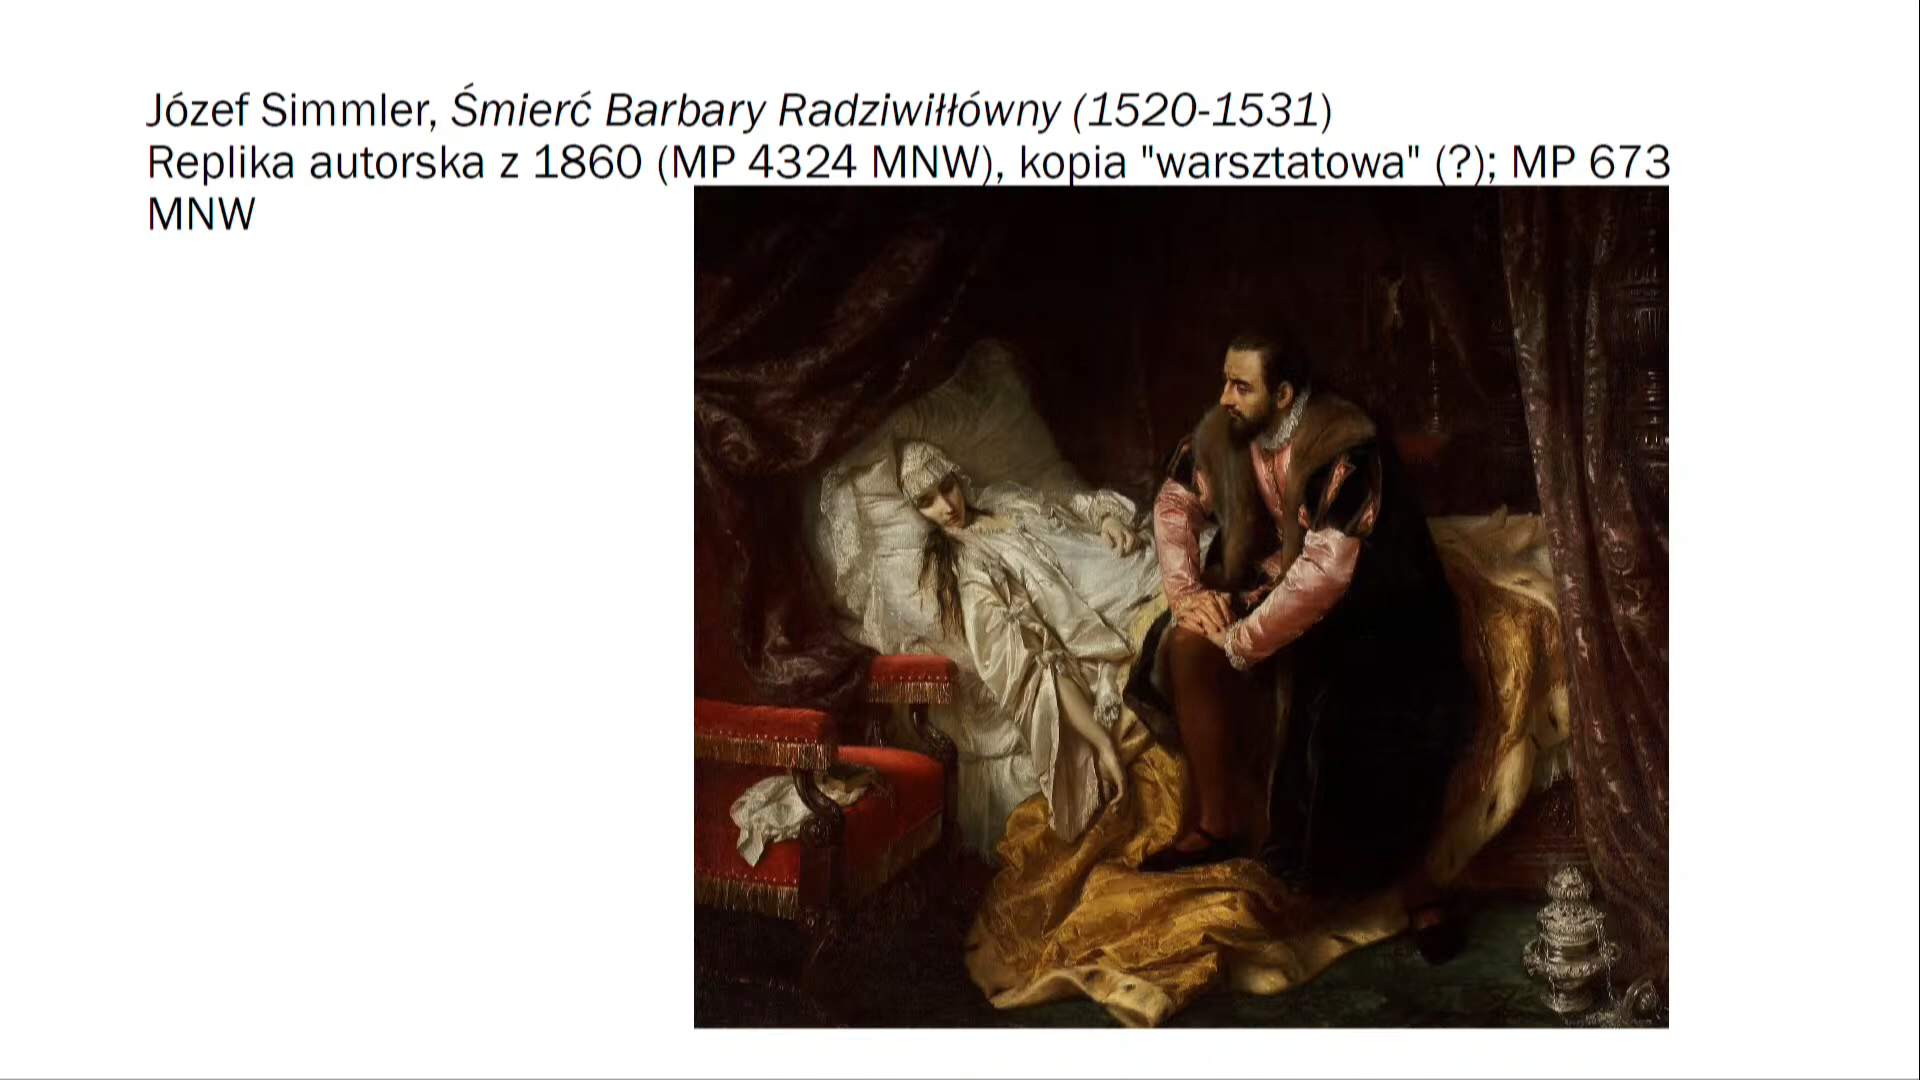 Józef Simmler, Śmierć Barbary Radziwiłłówny (1520-1531)
Replika autorska z 1860 (MP 4324 MNW), kopia "warsztatowa" (?); MP 673
MNW